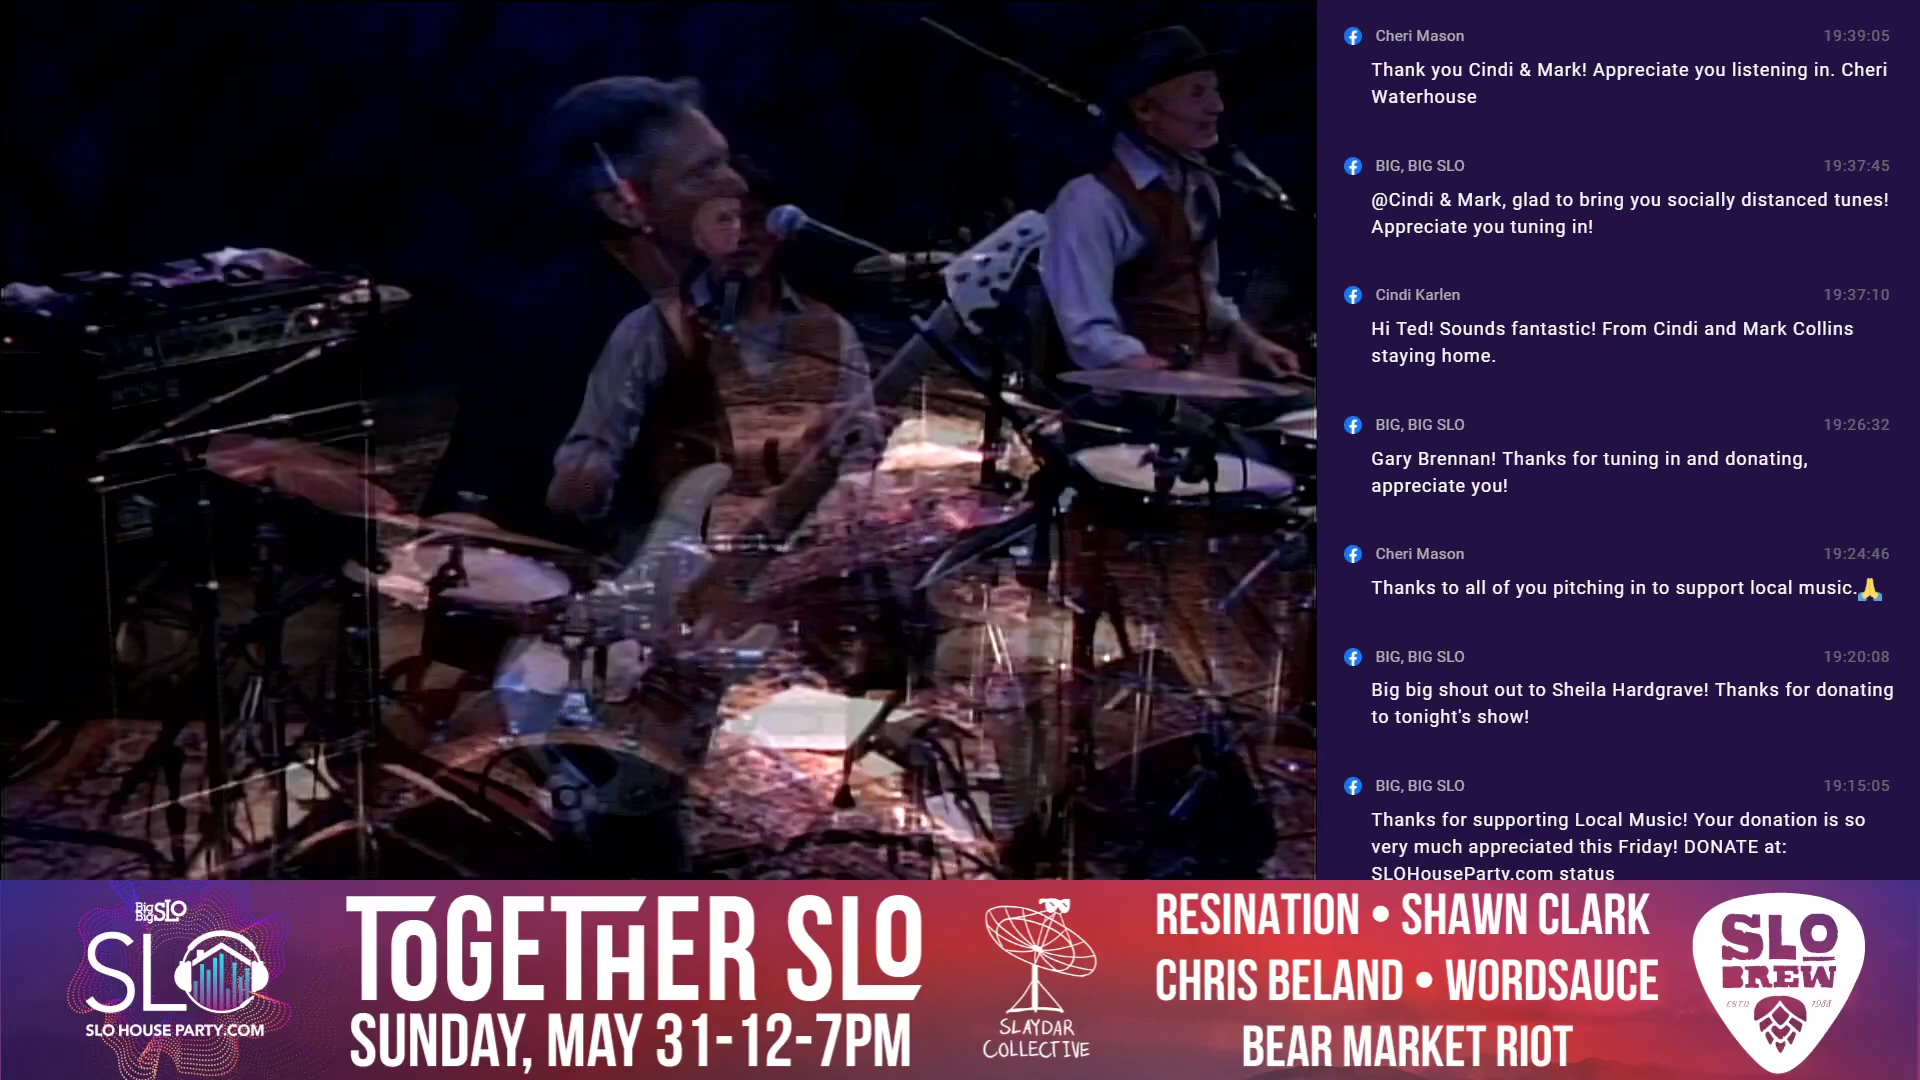 Cheri Mason 19:39:05
Thank you Cindi & Mark! Appreciate you listening in. Cheri
Waterhouse
BIG, BIG SLO 19:37:45
@Cindi & Mark, glad to bring you socially distanced tunes!
Appreciate you tuning in!
Cindi Karlen 19:37:10
Hi Ted! Sounds fantastic! From Cindi and Mark Collins
staying home.
BIG, BIG SLO 19:26:32
Gary Brennan! Thanks for tuning in and donating,
appreciate you!
Cheri Mason 19:24:46
Thanks to all of you pitching in to support local music.🙏
BIG, BIG SLO 19:20:08
Big big shout out to Sheila Hardgrave! Thanks for donating
to tonight's show!
BIG, BIG SLO 19:15:05
Thanks for supporting Local Music! Your donation is so
very much appreciated this Friday! DONATE at:
SLOHouseParty.com status
Big Big SLO
SLO
SLO HOUSE PARTY.COM
TOGETHER SLO
SUNDAY, MAY 31-12-7PM
SLAYDAR
COLLECTIVE
RESINATION • SHAWN CLARK
CHRIS BELAND • WORDSAUCE
BEAR MARKET RIOT
SLO
BREW
ESTD 1988